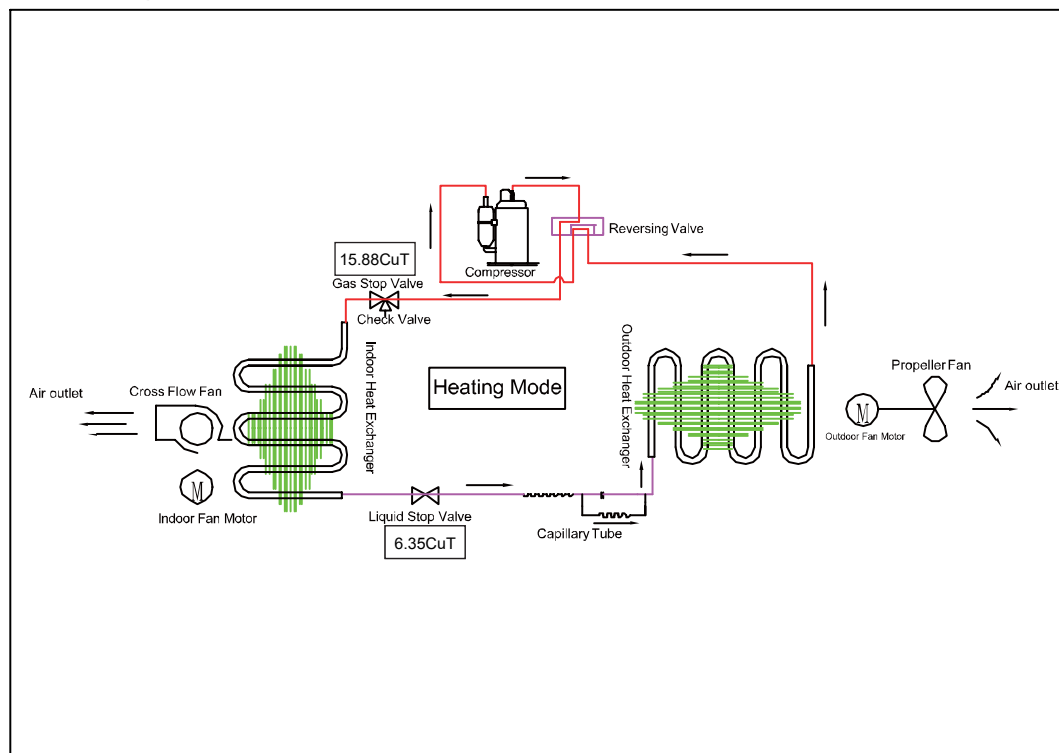 Reversing Valve
Compressor
15.88CuT
Gas Stop Valve
Check Valve
Indoor Heat Exchanger
Outdoor Heat Exchanger
Heating Mode
Air outlet
Cross Flow Fan
M
Indoor Fan Motor
Liquid Stop Valve
6.35CuT
Capillary Tube
Propeller Fan
M
Outdoor Fan Motor
Air outlet